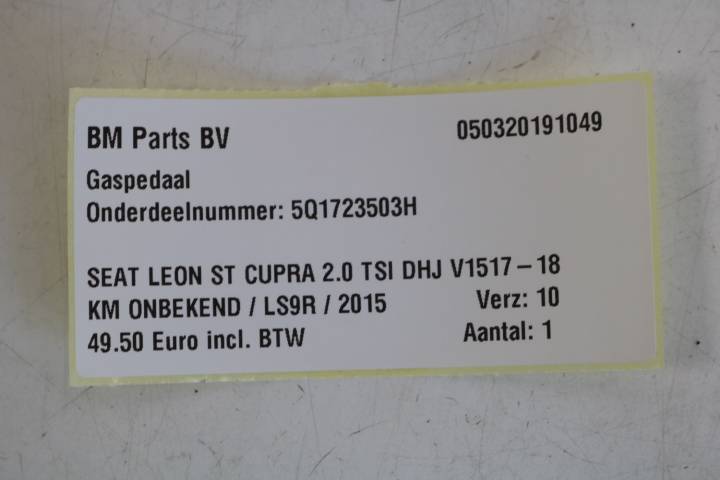 BM Parts BV 050320191049
Gaspedaal
Onderdeelnummer: 5Q1723503H
SEAT LEON ST CUPRA 2.0 TSI DHJ V1517-18
KM ONBEKEND / LS9R / 2015 Verz: 10
49.50 Euro incl. BTW Aantal: 1